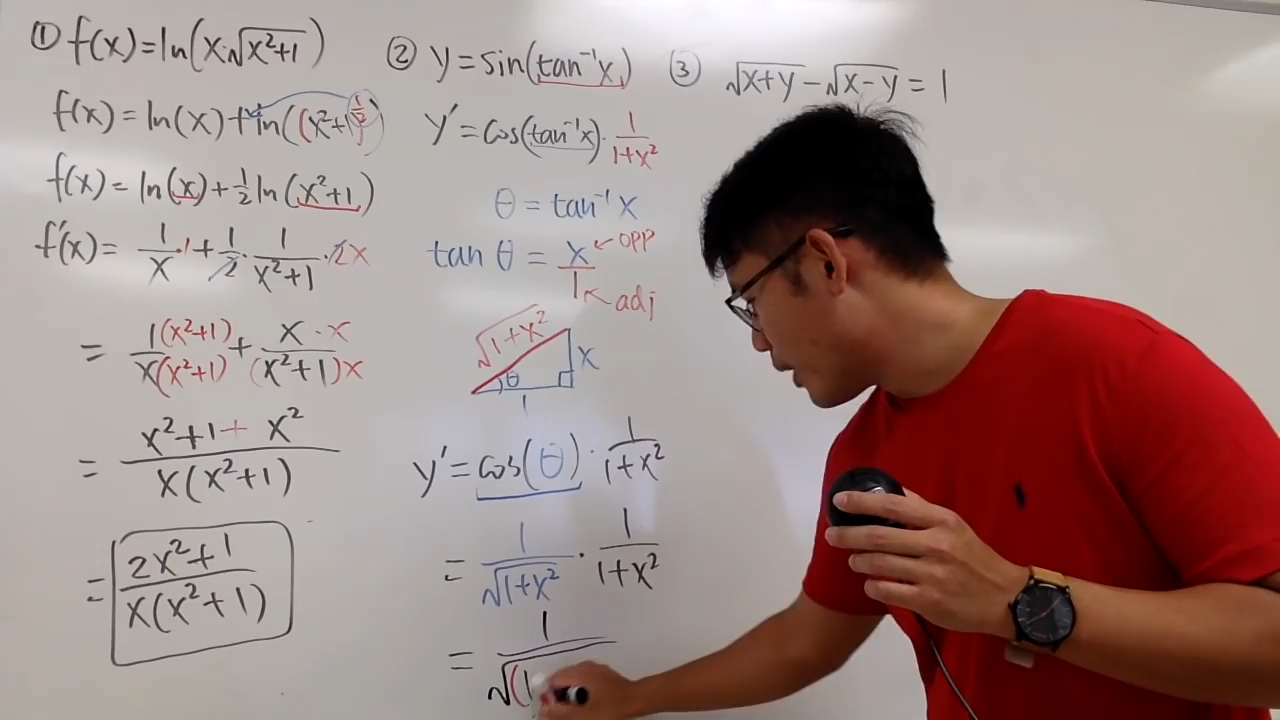 ① f(x)=ln(x·√x²+1)
f(x)=ln(x)+ln((x²+1)^½)
f(x)=ln(x)+½ln(x²+1)
f'(x)= 1/x·1+1/2·1/(x²+1)·2x
= 1(x²+1)/x(x²+1)+x·x/(x²+1)x
= x²+1+x²/x(x²+1)
= 2x²+1/x(x²+1)
② y=sin(tan⁻¹x)
y'=cos(tan⁻¹x)·1/1+x²
θ=tan⁻¹x
tan θ=x/1
←opp
↖adj
√1+x²
θ
x
1
y'=cos(θ)·1/1+x²
= 1/√1+x²·1/1+x²
= 1/√(1
③ √x+y-√x-y=1